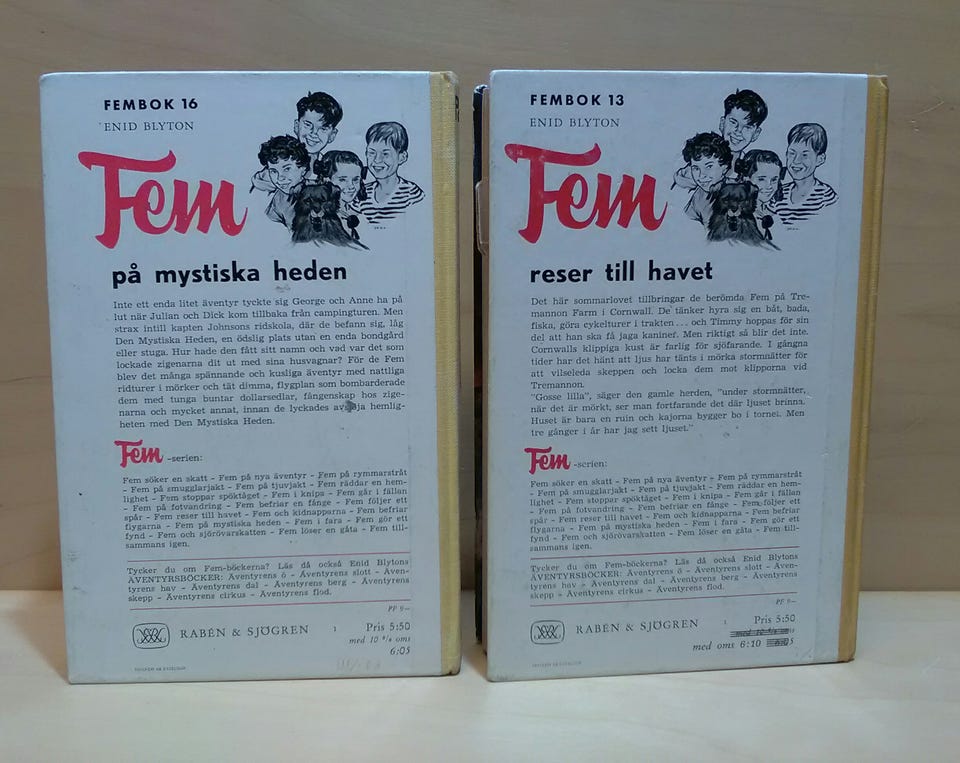 FEMBOK 16
ENID BLYTON
Fem
på mystiska heden
Inte ett enda litet äventyr tyckte sig George och Anne ha på
lut när Julian och Dick kom tillbaka från campingturen. Men
strax intill kapten Johnsons ridskola, där de befann sig, låg
Den Mystiska Heden, en ödslig plats utan en enda bondgård
eller stuga. Hur hade den fått sitt namn och vad var det som
lockade zigenarna dit ut med sina husvagnar? För de Fem
blev det många spännande och kusliga äventyr med nattliga
ridturer i mörker och tät dimma, flygplan som bombarderade
dem med tunga buntar dollarsedlar, fångenskap hos zige-
narna och mycket annat, innan de lyckades avslöja hemlig-
heten med Den Mystiska Heden.
Fem -serien:
Fem söker en skatt - Fem på nya äventyr - Fem på rymmarstråt
- Fem på smugglarjakt - Fem på tjuvjakt - Fem räddar en hem-
lighet - Fem stoppar spöktåget - Fem i knipa - Fem går i fällan
- Fem på fotvandring - Fem befriar en fånge - Fem följer ett
spår - Fem reser till havet - Fem och kidnapparna - Fem befriar
flygarna - Fem på mystiska heden - Fem i fara - Fem gör ett
fynd - Fem och sjörövarskatten - Fem löser en gåta - Fem till-
sammans igen.
Tycker du om Fem-böckerna? Läs då också Enid Blytons
ÄVENTYRSBÖCKER: Äventyrens ö - Äventyrens slott - Även-
tyrens hav - Äventyrens dal - Äventyrens berg - Äventyrens
skepp - Äventyrens cirkus - Äventyrens flod.
PF 9—
RABÉN & SJÖGREN 1 Pris 5:50
med 10 % oms
6:05
FEMBOK 13
ENID BLYTON
Fem
reser till havet
Det här sommarlovet tillbringar de berömda Fem på Tre-
mannon Farm i Cornwall. De tänker hyra sig en båt, bada,
fiska, göra cykelturer i trakten . . . och Timmy hoppas för sin
del att han ska få jaga kaniner. Men riktigt så blir det inte.
Cornwalls klippiga kust är farlig för sjöfarande. I gångna
tider har det hänt att ljus har tänts i mörka stormnätter för
att vilseleda skeppen och locka dem mot klipporna vid
Tremannon.
"Gosse lilla", säger den gamle herden, "under stormnätter,
när det är mörkt, ser man fortfarande det där ljuset brinna.
Huset är bara en ruin och kajorna bygger bo i tornet. Men
tre gånger i år har jag sett ljuset."
Fem -serien:
Fem söker en skatt - Fem på nya äventyr - Fem på rymmarstråt
- Fem på smugglarjakt - Fem på tjuvjakt - Fem räddar en hem-
lighet - Fem stoppar spöktåget - Fem i knipa - Fem går i fällan
- Fem på fotvandring - Fem befriar en fånge - Fem följer ett
spår - Fem reser till havet - Fem och kidnapparna - Fem befriar
flygarna - Fem på mystiska heden - Fem i fara - Fem gör ett
fynd - Fem och sjörövarskatten - Fem löser en gåta - Fem till-
sammans igen.
Tycker du om Fem-böckerna? Läs då också Enid Blytons
ÄVENTYRSBÖCKER: Äventyrens ö - Äventyrens slott - Även-
tyrens hav - Äventyrens dal - Äventyrens berg - Äventyrens
skepp - Äventyrens cirkus - Äventyrens flod.
PF 9—
RABÉN & SJÖGREN 1 Pris 5:50
med 10 % oms
med oms 6:10